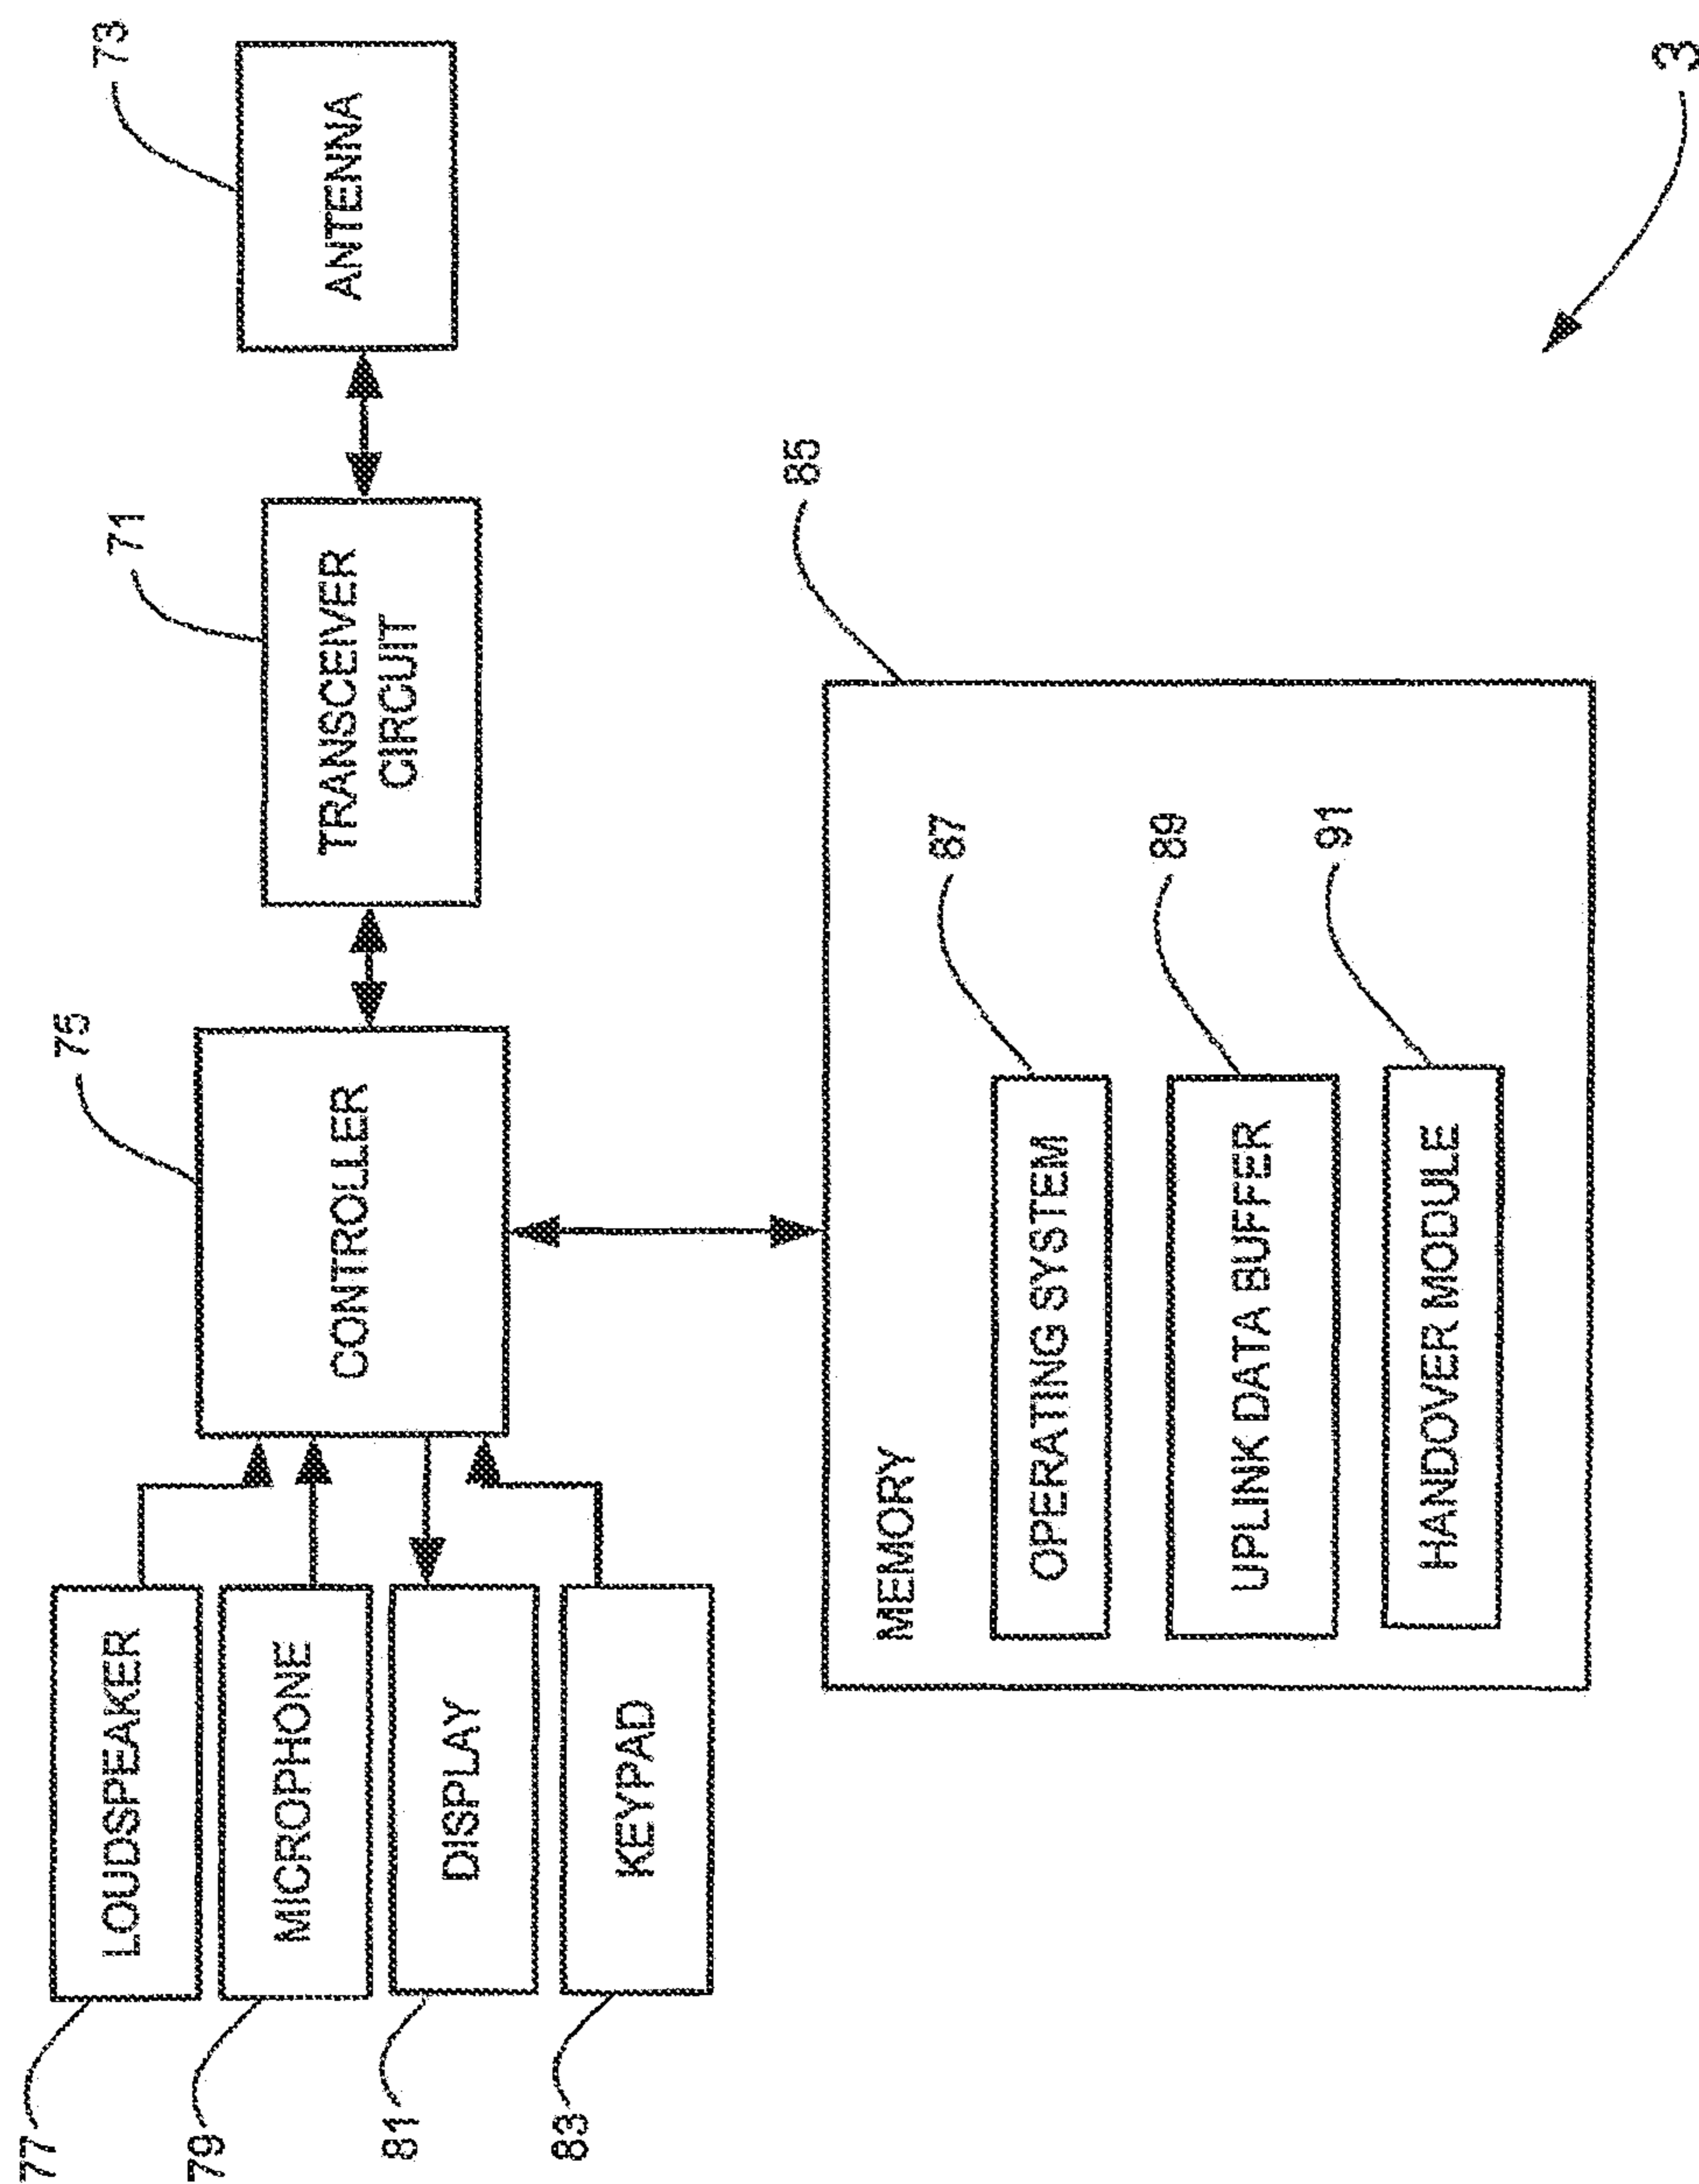 77
LOUDSPEAKER
79
MICROPHONE
81
DISPLAY
83
KEYPAD
75
CONTROLLER
71
TRANSCEIVER
CIRCUIT
73
ANTENNA
85
MEMORY
87
OPERATING SYSTEM
89
UPLINK DATA BUFFER
91
HANDOVER MODULE
3